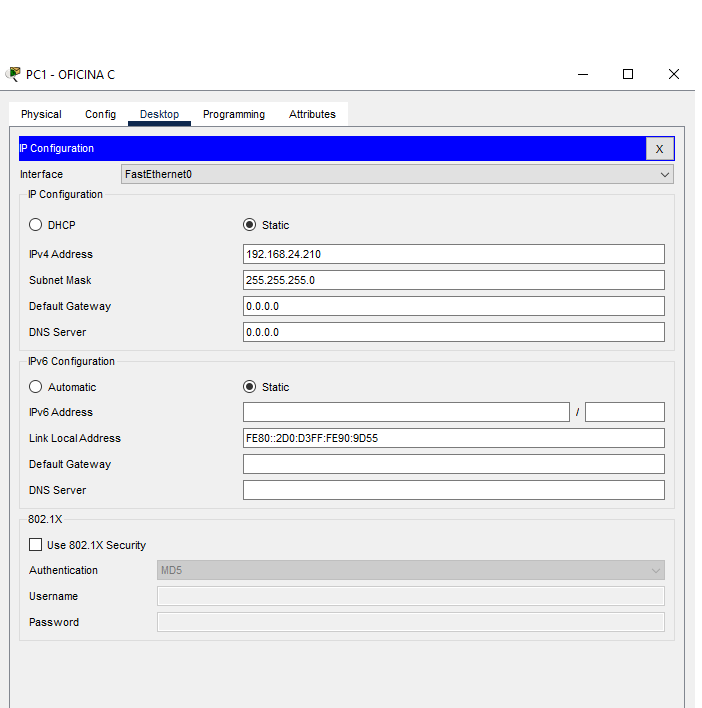 PC1 - OFICINA C
Physical Config Desktop Programming Attributes
IP Configuration X
Interface FastEthernet0
IP Configuration
DHCP Static
IPv4 Address 192.168.24.210
Subnet Mask 255.255.255.0
Default Gateway 0.0.0.0
DNS Server 0.0.0.0
IPv6 Configuration
Automatic Static
IPv6 Address /
Link Local Address FE80::2D0:D3FF:FE90:9D55
Default Gateway
DNS Server
802.1X
Use 802.1X Security
Authentication MD5
Username
Password